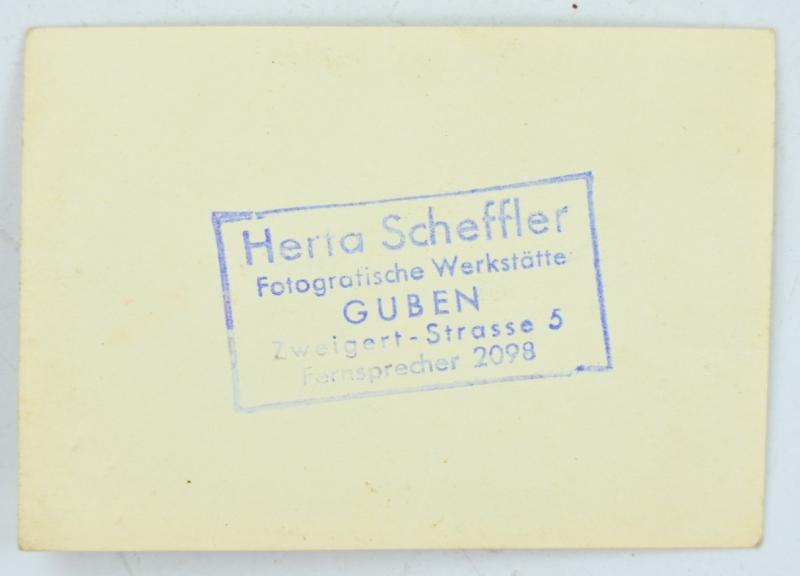 Herta Scheffler
Fotografische Werkstätte
GUBEN
Zweigert-Strasse 5
Fernsprecher 2098